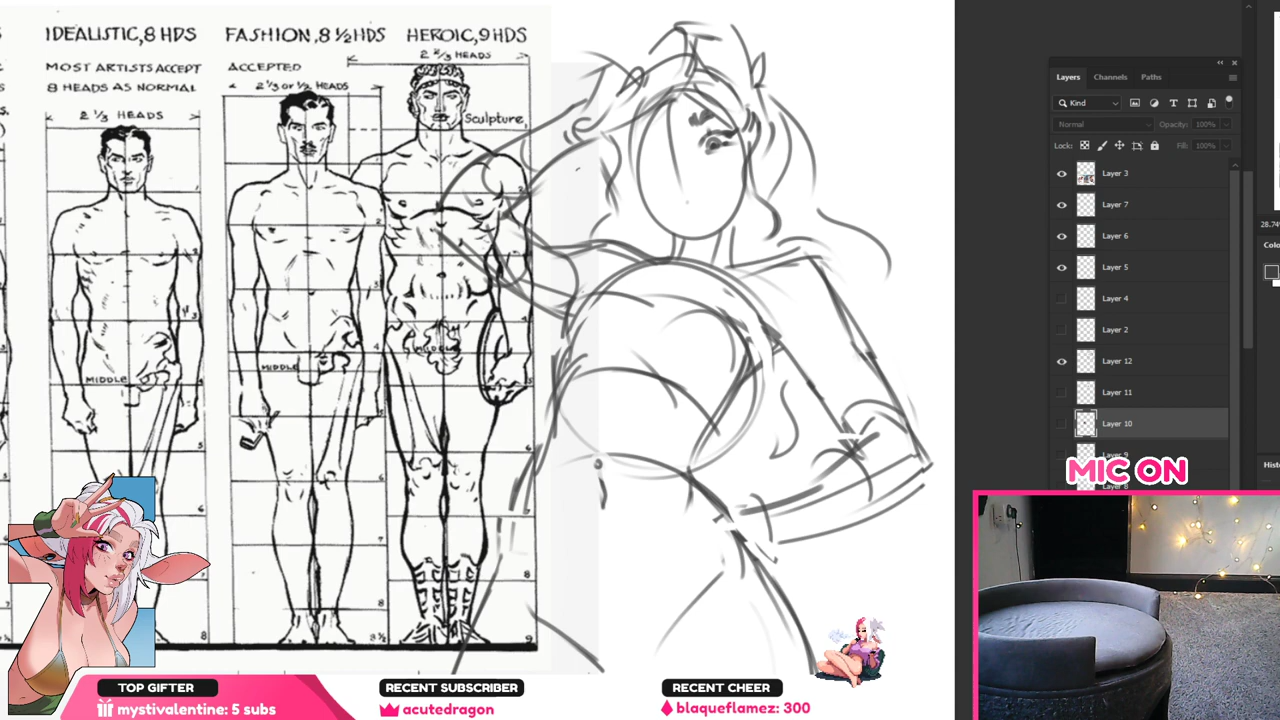 IDEALISTIC, 8 HDS
FASHION, 8 ½ HDS
HEROIC, 9 HDS
2 ⅔ HEADS
MOST ARTISTS ACCEPT
8 HEADS AS NORMAL
ACCEPTED
2 ⅓ HEADS
2 ⅓ or ½ HEADS
Sculpture
MIDDLE
MIDDLE
MIDDLE
Layers
Channels
Paths
Kind
Normal
Opacity: 100%
Lock:
Fill: 100%
Layer 3
Layer 7
Layer 6
Layer 5
Layer 4
Layer 2
Layer 12
Layer 11
Layer 10
Layer 9
Layer 8
MIC ON
TOP GIFTER
mystivalentine: 5 subs
RECENT SUBSCRIBER
acutedragon
RECENT CHEER
blaqueflamez: 300